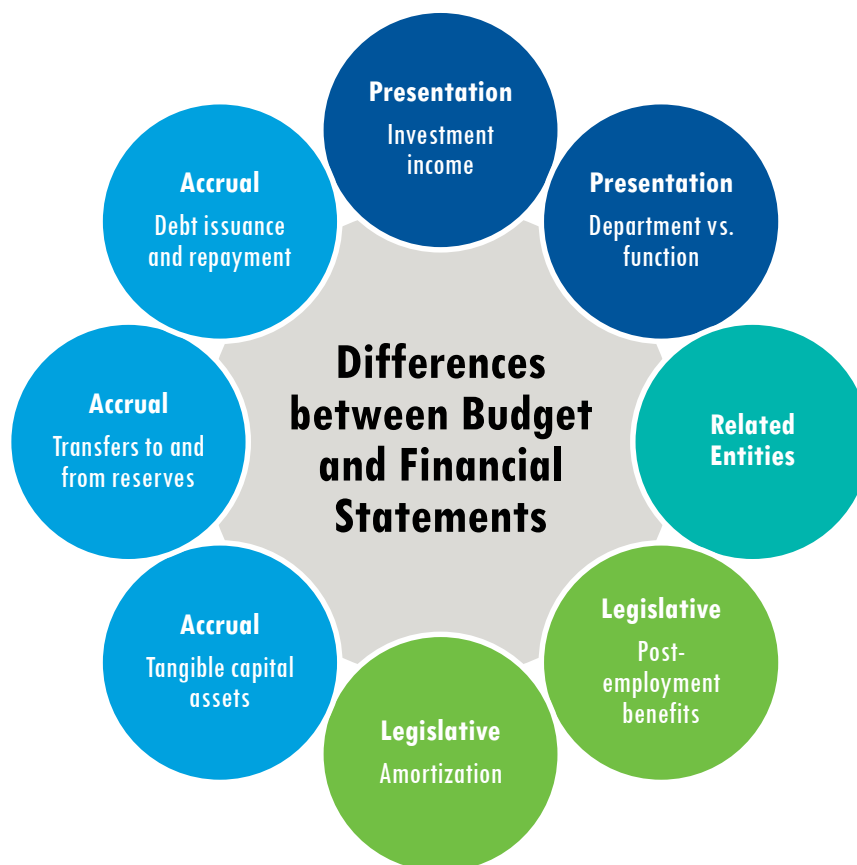 Presentation
Investment
income
Presentation
Department vs.
function
Related
Entities
Legislative
Post-
employment
benefits
Legislative
Amortization
Accrual
Tangible capital
assets
Accrual
Transfers to and
from reserves
Accrual
Debt issuance
and repayment
Differences
between Budget
and Financial
Statements